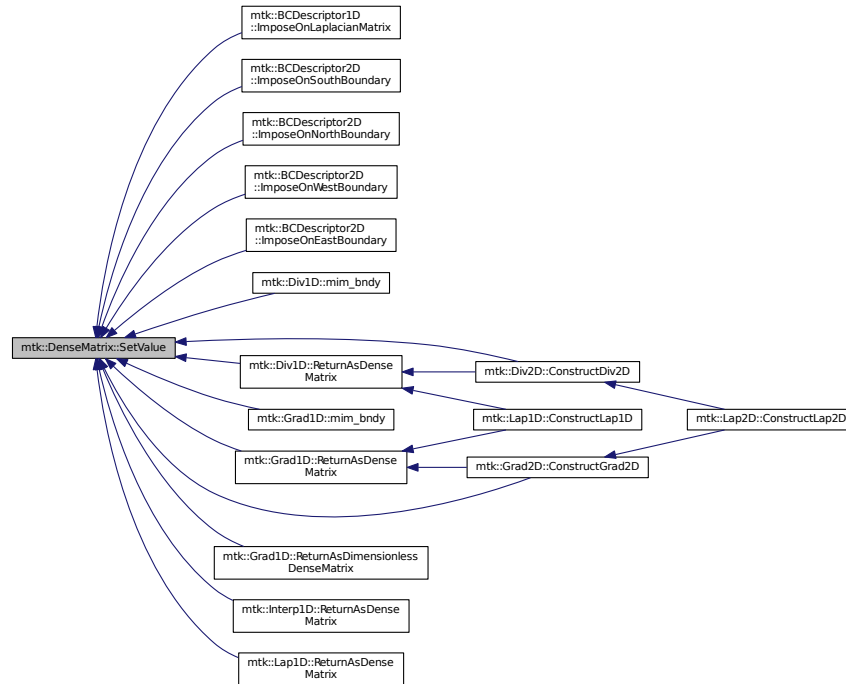 mtk::BCDescriptor1D
::ImposeOnLaplacianMatrix
mtk::BCDescriptor2D
::ImposeOnSouthBoundary
mtk::BCDescriptor2D
::ImposeOnNorthBoundary
mtk::BCDescriptor2D
::ImposeOnWestBoundary
mtk::BCDescriptor2D
::ImposeOnEastBoundary
mtk::Div1D::mim_bndy
mtk::DenseMatrix::SetValue
mtk::Div1D::ReturnAsDense
Matrix
mtk::Div2D::ConstructDiv2D
mtk::Grad1D::mim_bndy
mtk::Lap1D::ConstructLap1D
mtk::Lap2D::ConstructLap2D
mtk::Grad1D::ReturnAsDense
Matrix
mtk::Grad2D::ConstructGrad2D
mtk::Grad1D::ReturnAsDimensionless
DenseMatrix
mtk::Interp1D::ReturnAsDense
Matrix
mtk::Lap1D::ReturnAsDense
Matrix